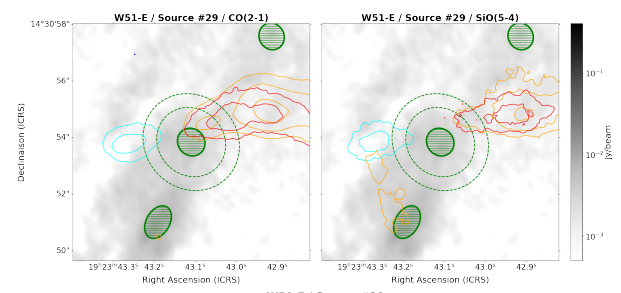 W51-E / Source #29 / CO(2-1) W51-E / Source #29 / SiO(5-4)
14°30'58"
56"
54"
52"
50"
10⁻¹
10⁻²
10⁻³
Declinaison (ICRS)
Jy/beam
19ʰ23ᵐ43.3ˢ 43.2ˢ 43.1ˢ 43.0ˢ 42.9ˢ 19ʰ23ᵐ43.3ˢ 43.2ˢ 43.1ˢ 43.0ˢ 42.9ˢ
Right Ascension (ICRS) Right Ascension (ICRS)